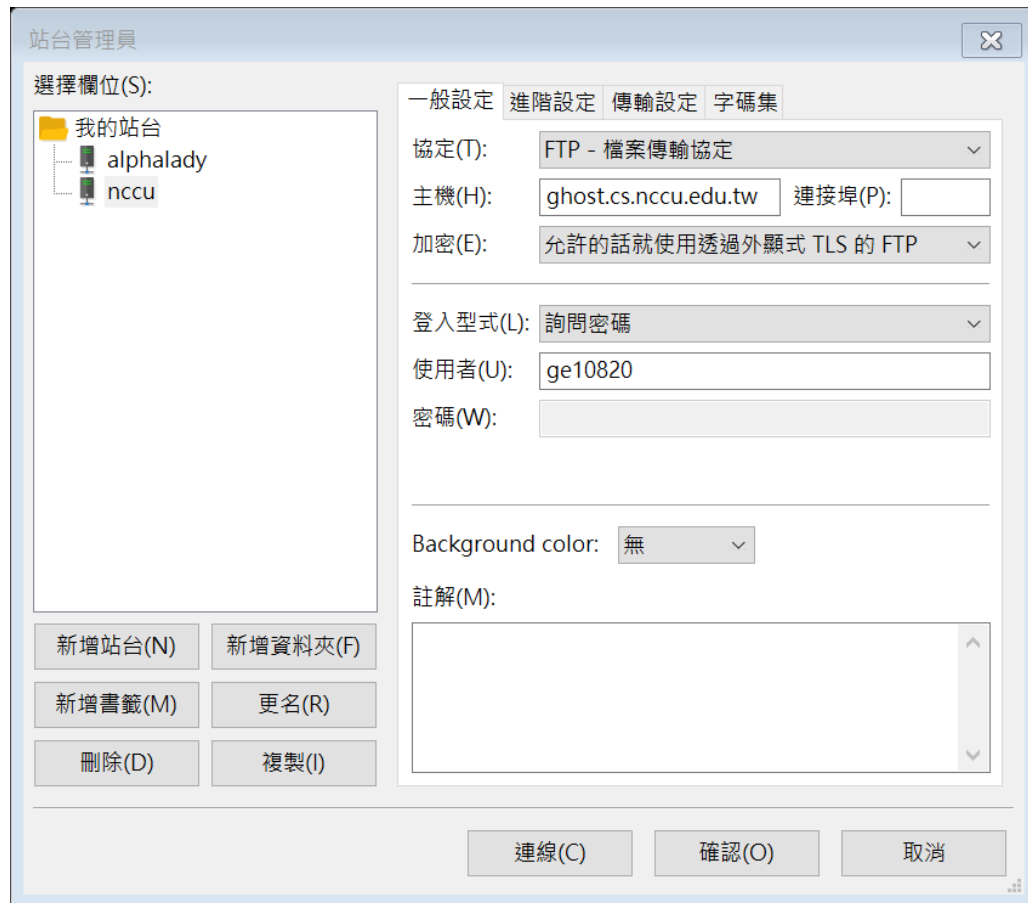 站台管理員
選擇欄位(S):
我的站台
alphalady
nccu
新增站台(N) 新增資料夾(F)
新增書籤(M) 更名(R)
刪除(D) 複製(I)
一般設定 進階設定 傳輸設定 字碼集
協定(T): FTP - 檔案傳輸協定
主機(H): ghost.cs.nccu.edu.tw 連接埠(P):
加密(E): 允許的話就使用透過外顯式 TLS 的 FTP
登入型式(L): 詢問密碼
使用者(U): ge10820
密碼(W):
Background color: 無
註解(M):
連線(C) 確認(O) 取消